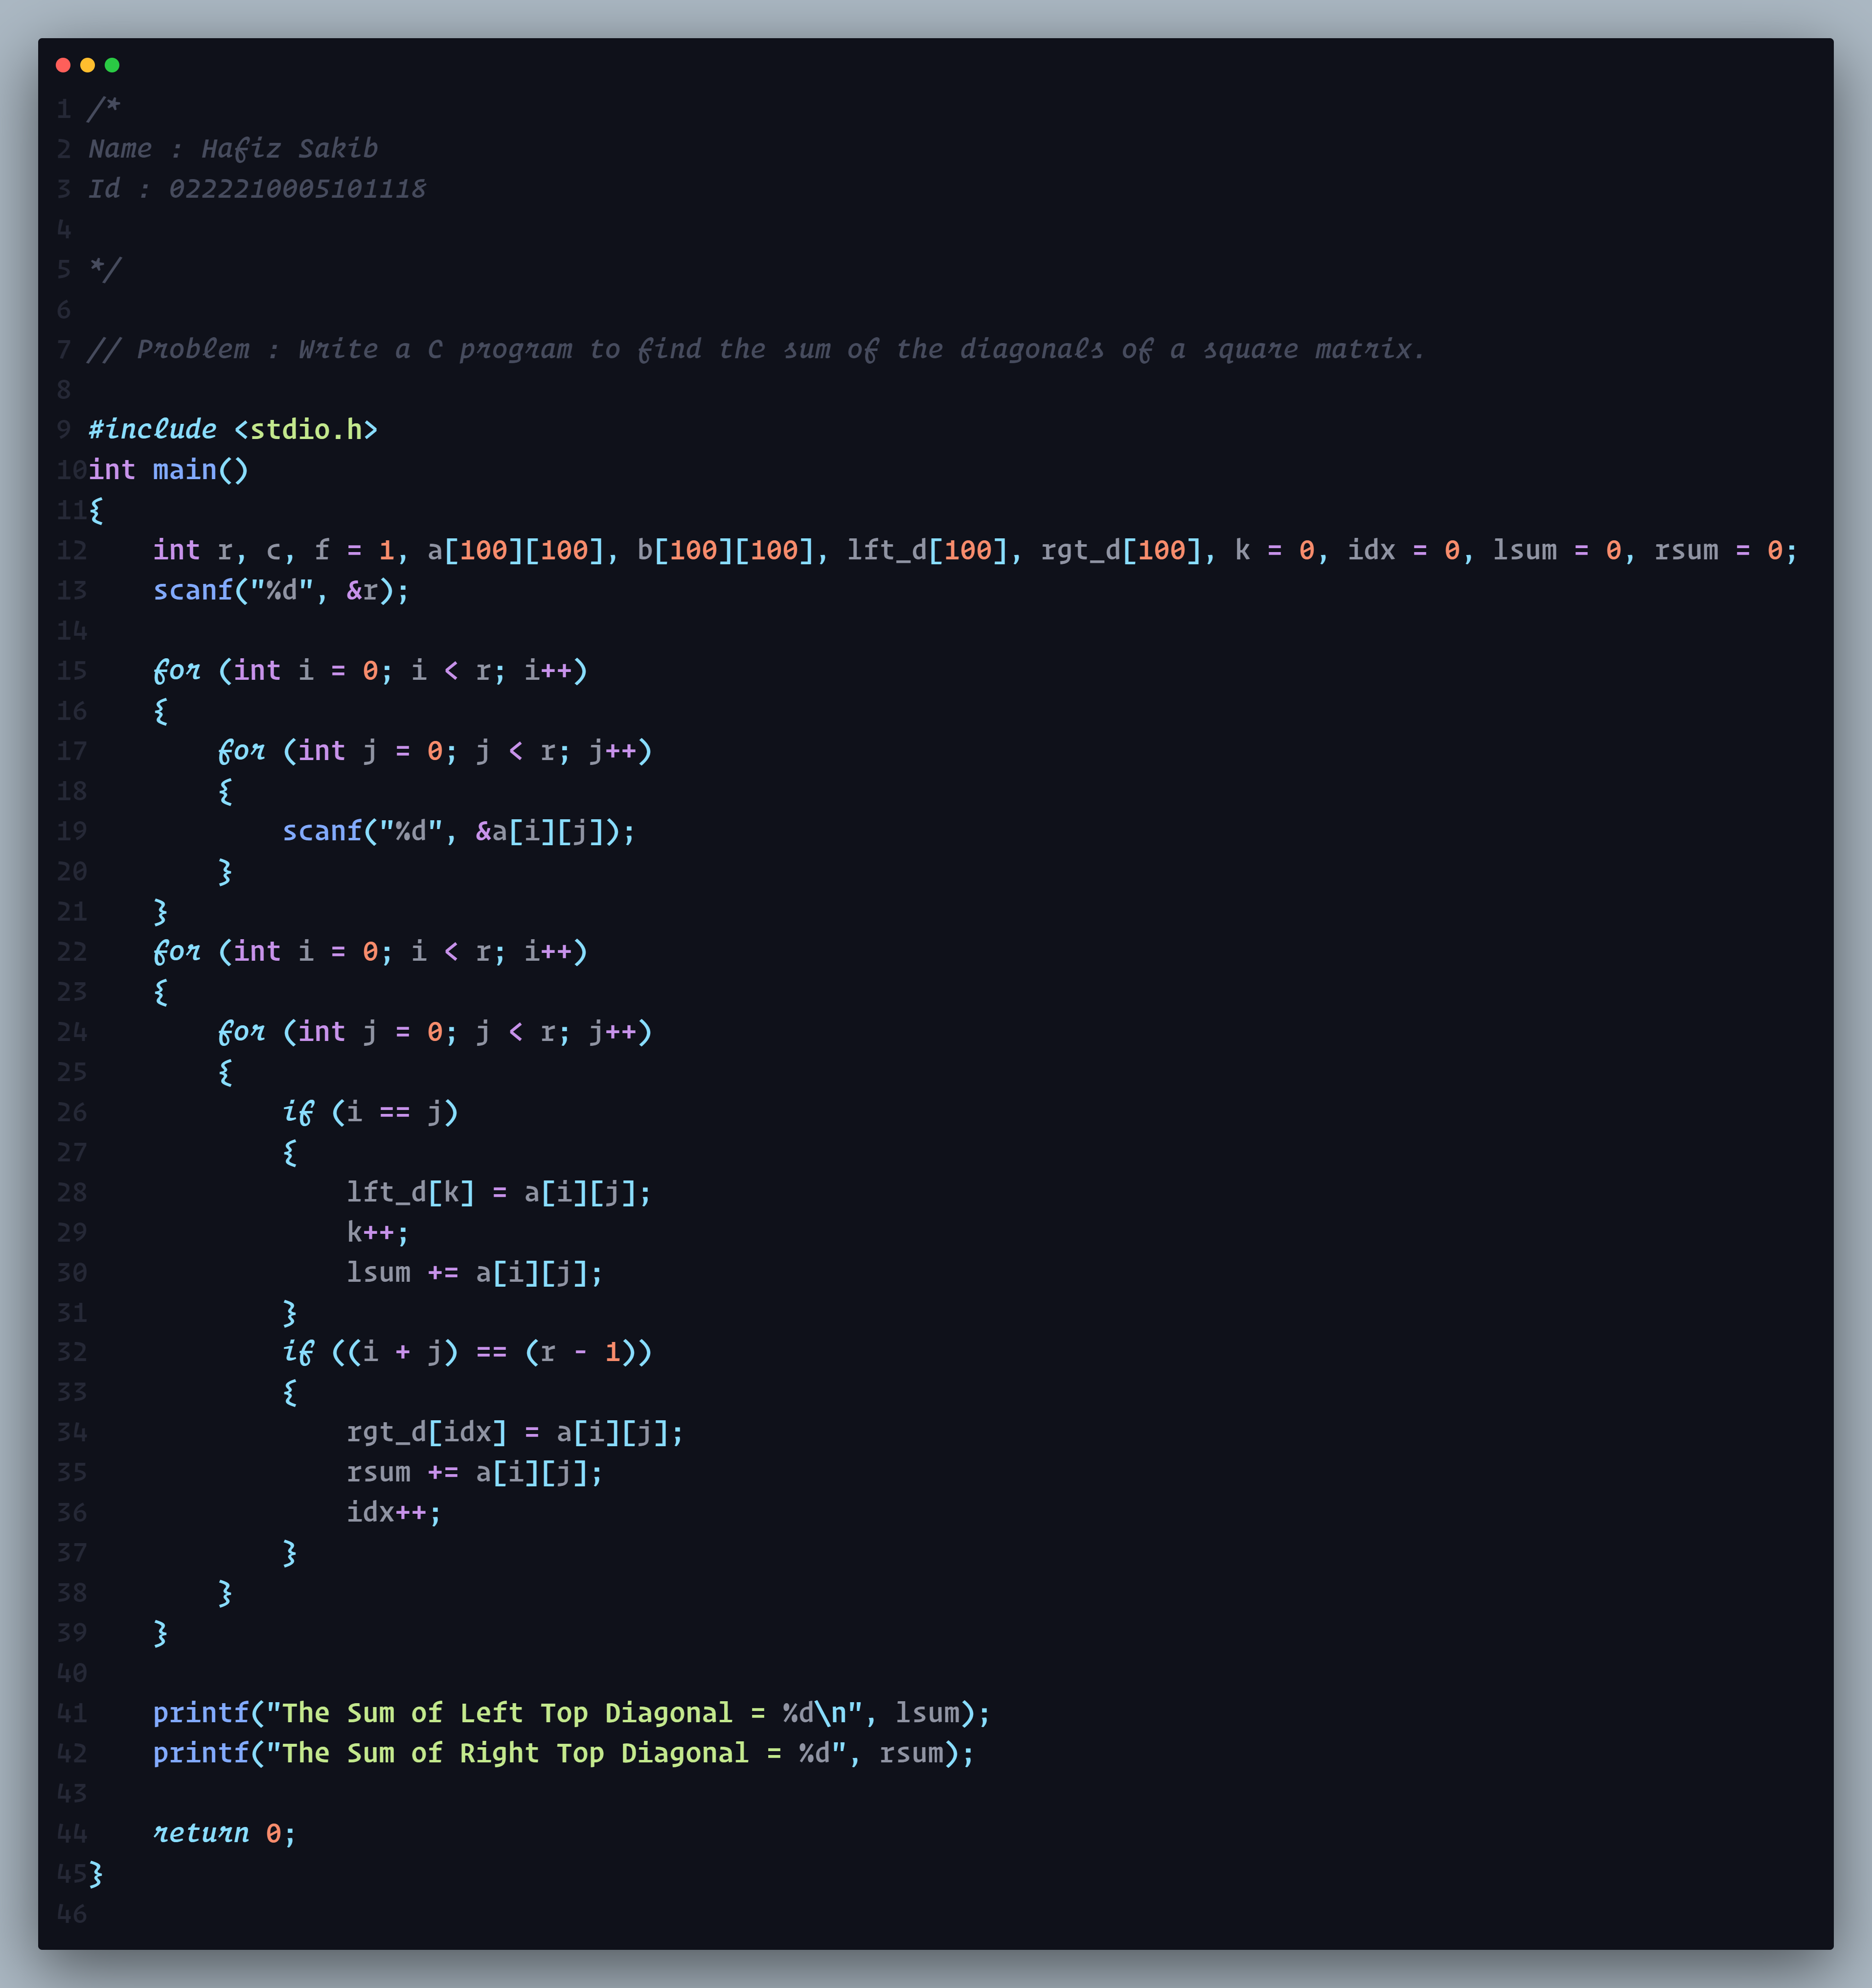 1 /*
2 Name : Hafiz Sakib
3 Id : 0222210005101118
4
5 */
6
7 // Problem : Write a C program to find the sum of the diagonals of a square matrix.
8
9 #include <stdio.h>
10 int main()
11 {
12     int r, c, f = 1, a[100][100], b[100][100], lft_d[100], rgt_d[100], k = 0, idx = 0, lsum = 0, rsum = 0;
13     scanf("%d", &r);
14
15     for (int i = 0; i < r; i++)
16     {
17         for (int j = 0; j < r; j++)
18         {
19             scanf("%d", &a[i][j]);
20         }
21     }
22     for (int i = 0; i < r; i++)
23     {
24         for (int j = 0; j < r; j++)
25         {
26             if (i == j)
27             {
28                 lft_d[k] = a[i][j];
29                 k++;
30                 lsum += a[i][j];
31             }
32             if ((i + j) == (r - 1))
33             {
34                 rgt_d[idx] = a[i][j];
35                 rsum += a[i][j];
36                 idx++;
37             }
38         }
39     }
40
41     printf("The Sum of Left Top Diagonal = %d\n", lsum);
42     printf("The Sum of Right Top Diagonal = %d", rsum);
43
44     return 0;
45 }
46